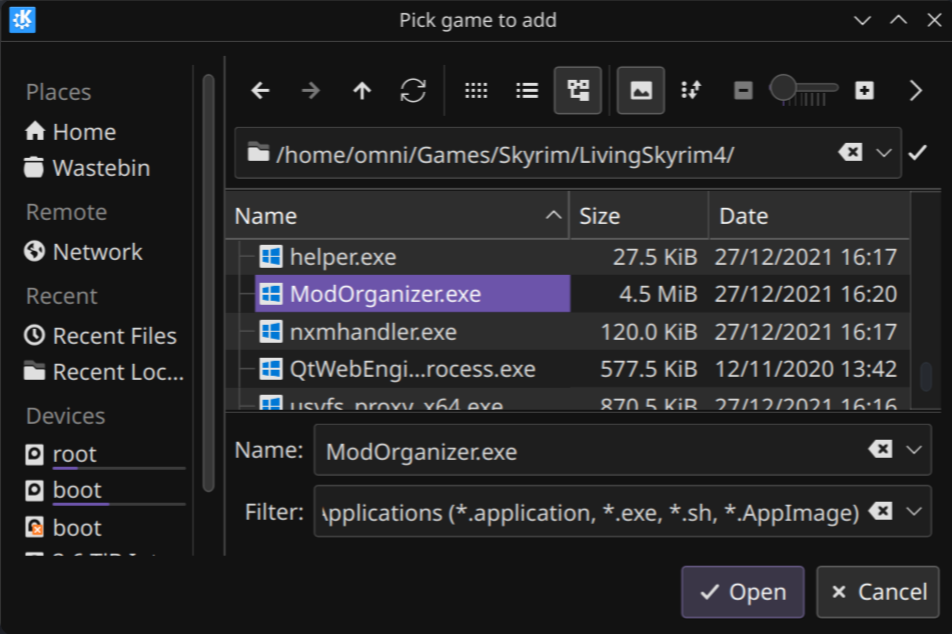 Pick game to add
Places
Home
Wastebin
Remote
Network
Recent
Recent Files
Recent Loc...
Devices
root
boot
boot
/home/omni/Games/Skyrim/LivingSkyrim4/
Name Size Date
helper.exe 27.5 KiB 27/12/2021 16:17
ModOrganizer.exe 4.5 MiB 27/12/2021 16:20
nxmhandler.exe 120.0 KiB 27/12/2021 16:17
QtWebEngi...rocess.exe 577.5 KiB 12/11/2020 13:42
usvfs_proxy_x64.exe 870.5 KiB 27/12/2021 16:16
Name: ModOrganizer.exe
Filter: Applications (*.application, *.exe, *.sh, *.AppImage)
Open
Cancel